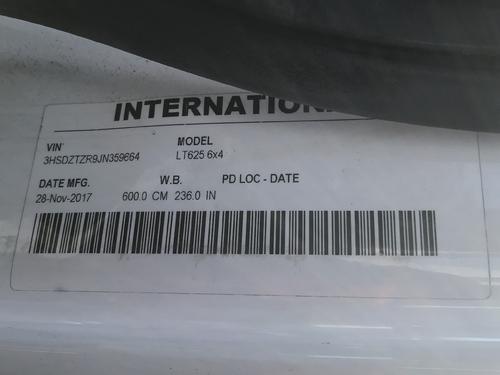 INTERNATION
VIN MODEL
3HSDZTZR9JN359664 LT625 6x4
DATE MFG. W.B. PD LOC - DATE
28-Nov-2017 600.0 CM 236.0 IN